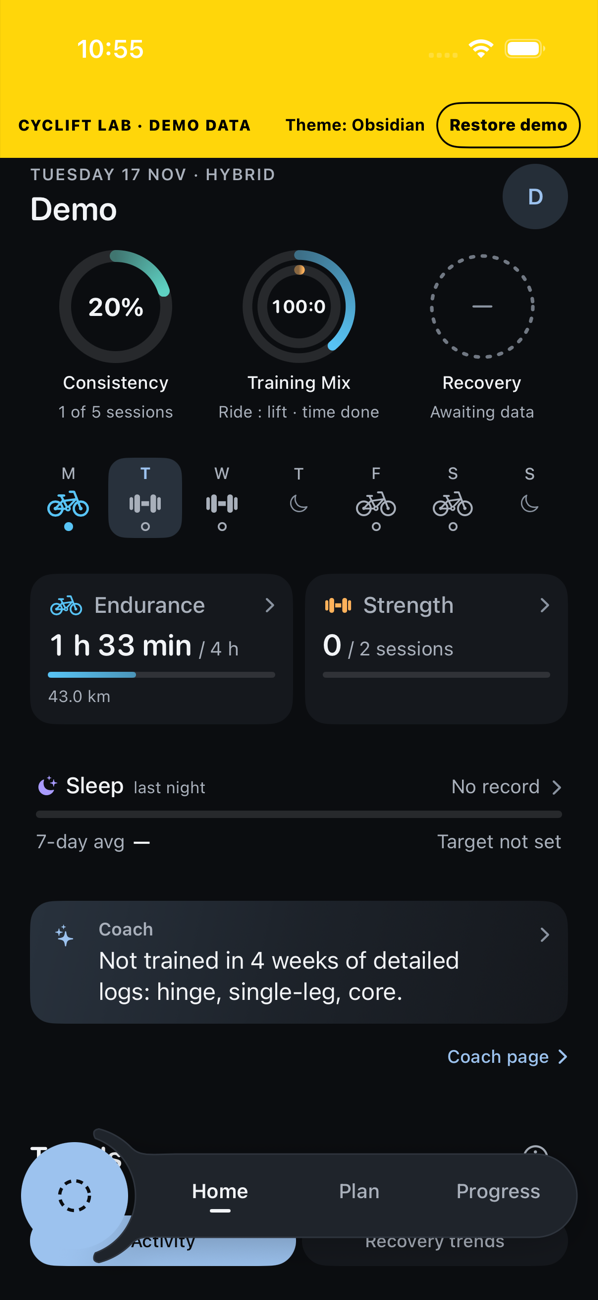 10:55
CYCLIFT LAB · DEMO DATA Theme: Obsidian Restore demo
TUESDAY 17 NOV · HYBRID
Demo
D
20% 100:0 —
Consistency Training Mix Recovery
1 of 5 sessions Ride : lift · time done Awaiting data
M T W T F S S
Endurance
1 h 33 min / 4 h
43.0 km
Strength
0 / 2 sessions
Sleep last night No record
7-day avg — Target not set
Coach
Not trained in 4 weeks of detailed
logs: hinge, single-leg, core.
Coach page
Home Plan Progress
Activity Recovery trends